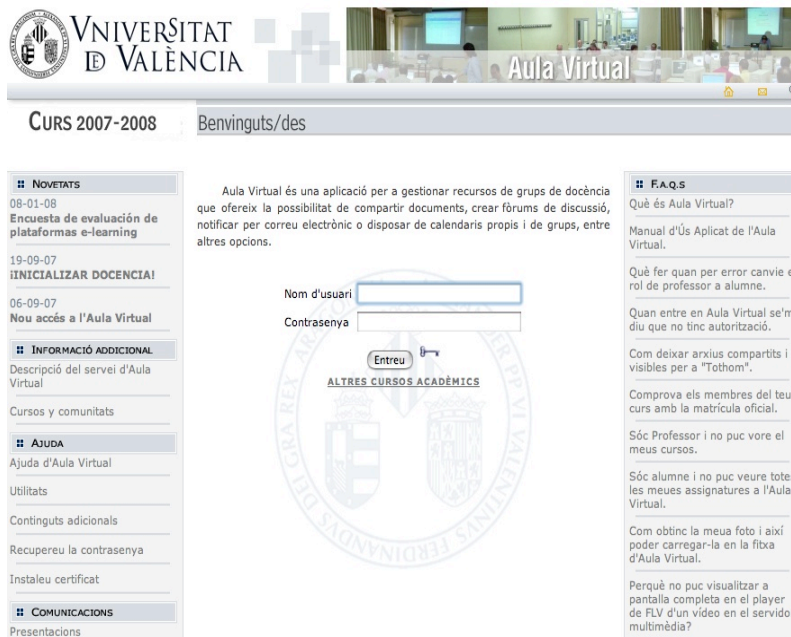 VNIVERSITAT
D VALÈNCIA
Aula Virtual
CURS 2007-2008
Benvinguts/des
NOVETATS
08-01-08
Encuesta de evaluación de
plataformas e-learning
19-09-07
¡INICIALIZAR DOCENCIA!
06-09-07
Nou accés a l'Aula Virtual
INFORMACIÓ ADDICIONAL
Descripció del servei d'Aula
Virtual
Cursos y comunitats
AJUDA
Ajuda d'Aula Virtual
Utilitats
Continguts adicionals
Recupereu la contrasenya
Instaleu certificat
COMUNICACIONS
Presentacions
Aula Virtual és una aplicació per a gestionar recursos de grups de docència
que ofereix la possibilitat de compartir documents, crear fòrums de discussió,
notificar per correu electrònic o disposar de calendaris propis i de grups, entre
altres opcions.
Nom d'usuari
Contrasenya
Entreu
ALTRES CURSOS ACADÈMICS
F.A.Q.S
Què és Aula Virtual?
Manual d'Ús Aplicat de l'Aula
Virtual.
Què fer quan per error canvie e
rol de professor a alumne.
Quan entre en Aula Virtual se'm
diu que no tinc autorització.
Com deixar arxius compartits i
visibles per a "Tothom".
Comprova els membres del teu
curs amb la matrícula oficial.
Sóc Professor i no puc vore el
meus cursos.
Sóc alumne i no puc veure tote
les meues assignatures a l'Aula
Virtual.
Com obtinc la meua foto i així
poder carregar-la en la fitxa
d'Aula Virtual.
Perquè no puc visualitzar a
pantalla completa en el player
de FLV d'un vídeo en el servido
multimèdia?